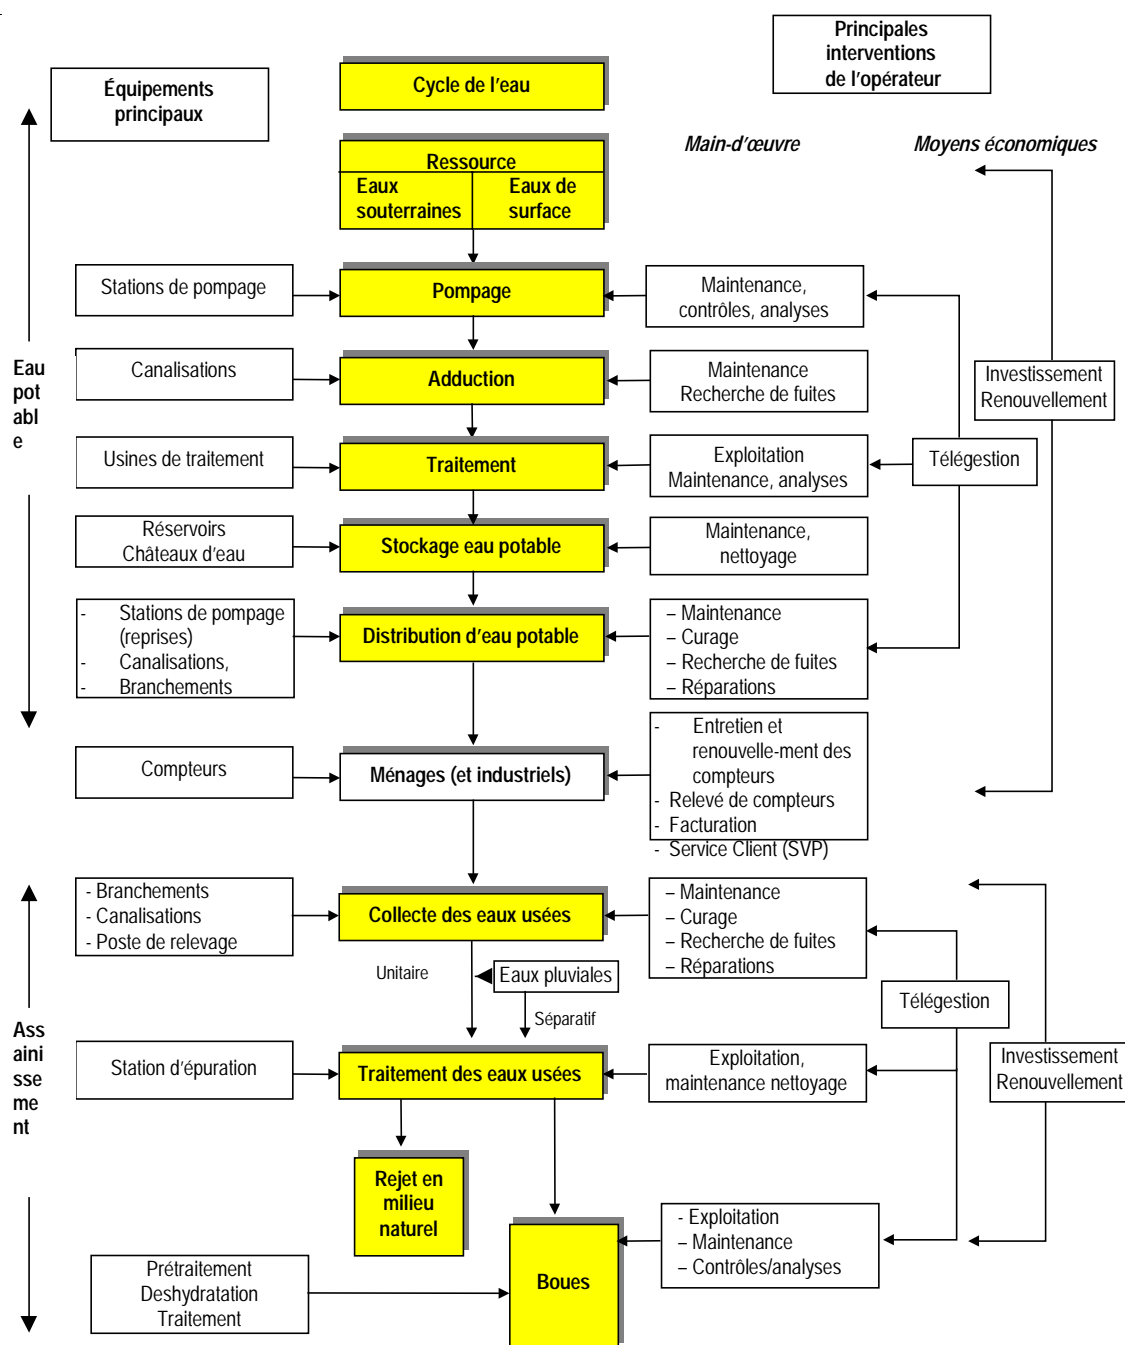 Principales
interventions
de l'opérateur
Équipements
principaux
Cycle de l'eau
Main-d'œuvre
Moyens économiques
Ressource
Eaux
souterraines
Eaux de
surface
Stations de pompage
Pompage
Maintenance,
contrôles, analyses
Eau
pot
abl
e
Canalisations
Adduction
Maintenance
Recherche de fuites
Investissement
Renouvellement
Usines de traitement
Traitement
Exploitation
Maintenance, analyses
Télégestion
Réservoirs
Châteaux d'eau
Stockage eau potable
Maintenance,
nettoyage
- Stations de pompage
(reprises)
- Canalisations,
- Branchements
Distribution d'eau potable
– Maintenance
– Curage
– Recherche de fuites
– Réparations
Compteurs
Ménages (et industriels)
- Entretien et
renouvelle-ment des
compteurs
- Relevé de compteurs
- Facturation
- Service Client (SVP)
- Branchements
- Canalisations
- Poste de relevage
Collecte des eaux usées
– Maintenance
– Curage
– Recherche de fuites
– Réparations
Unitaire
Eaux pluviales
Séparatif
Télégestion
Ass
aini
sse
me
nt
Station d'épuration
Traitement des eaux usées
Exploitation,
maintenance nettoyage
Investissement
Renouvellement
Rejet en
milieu
naturel
- Exploitation
– Maintenance
– Contrôles/analyses
Prétraitement
Deshydratation
Traitement
Boues